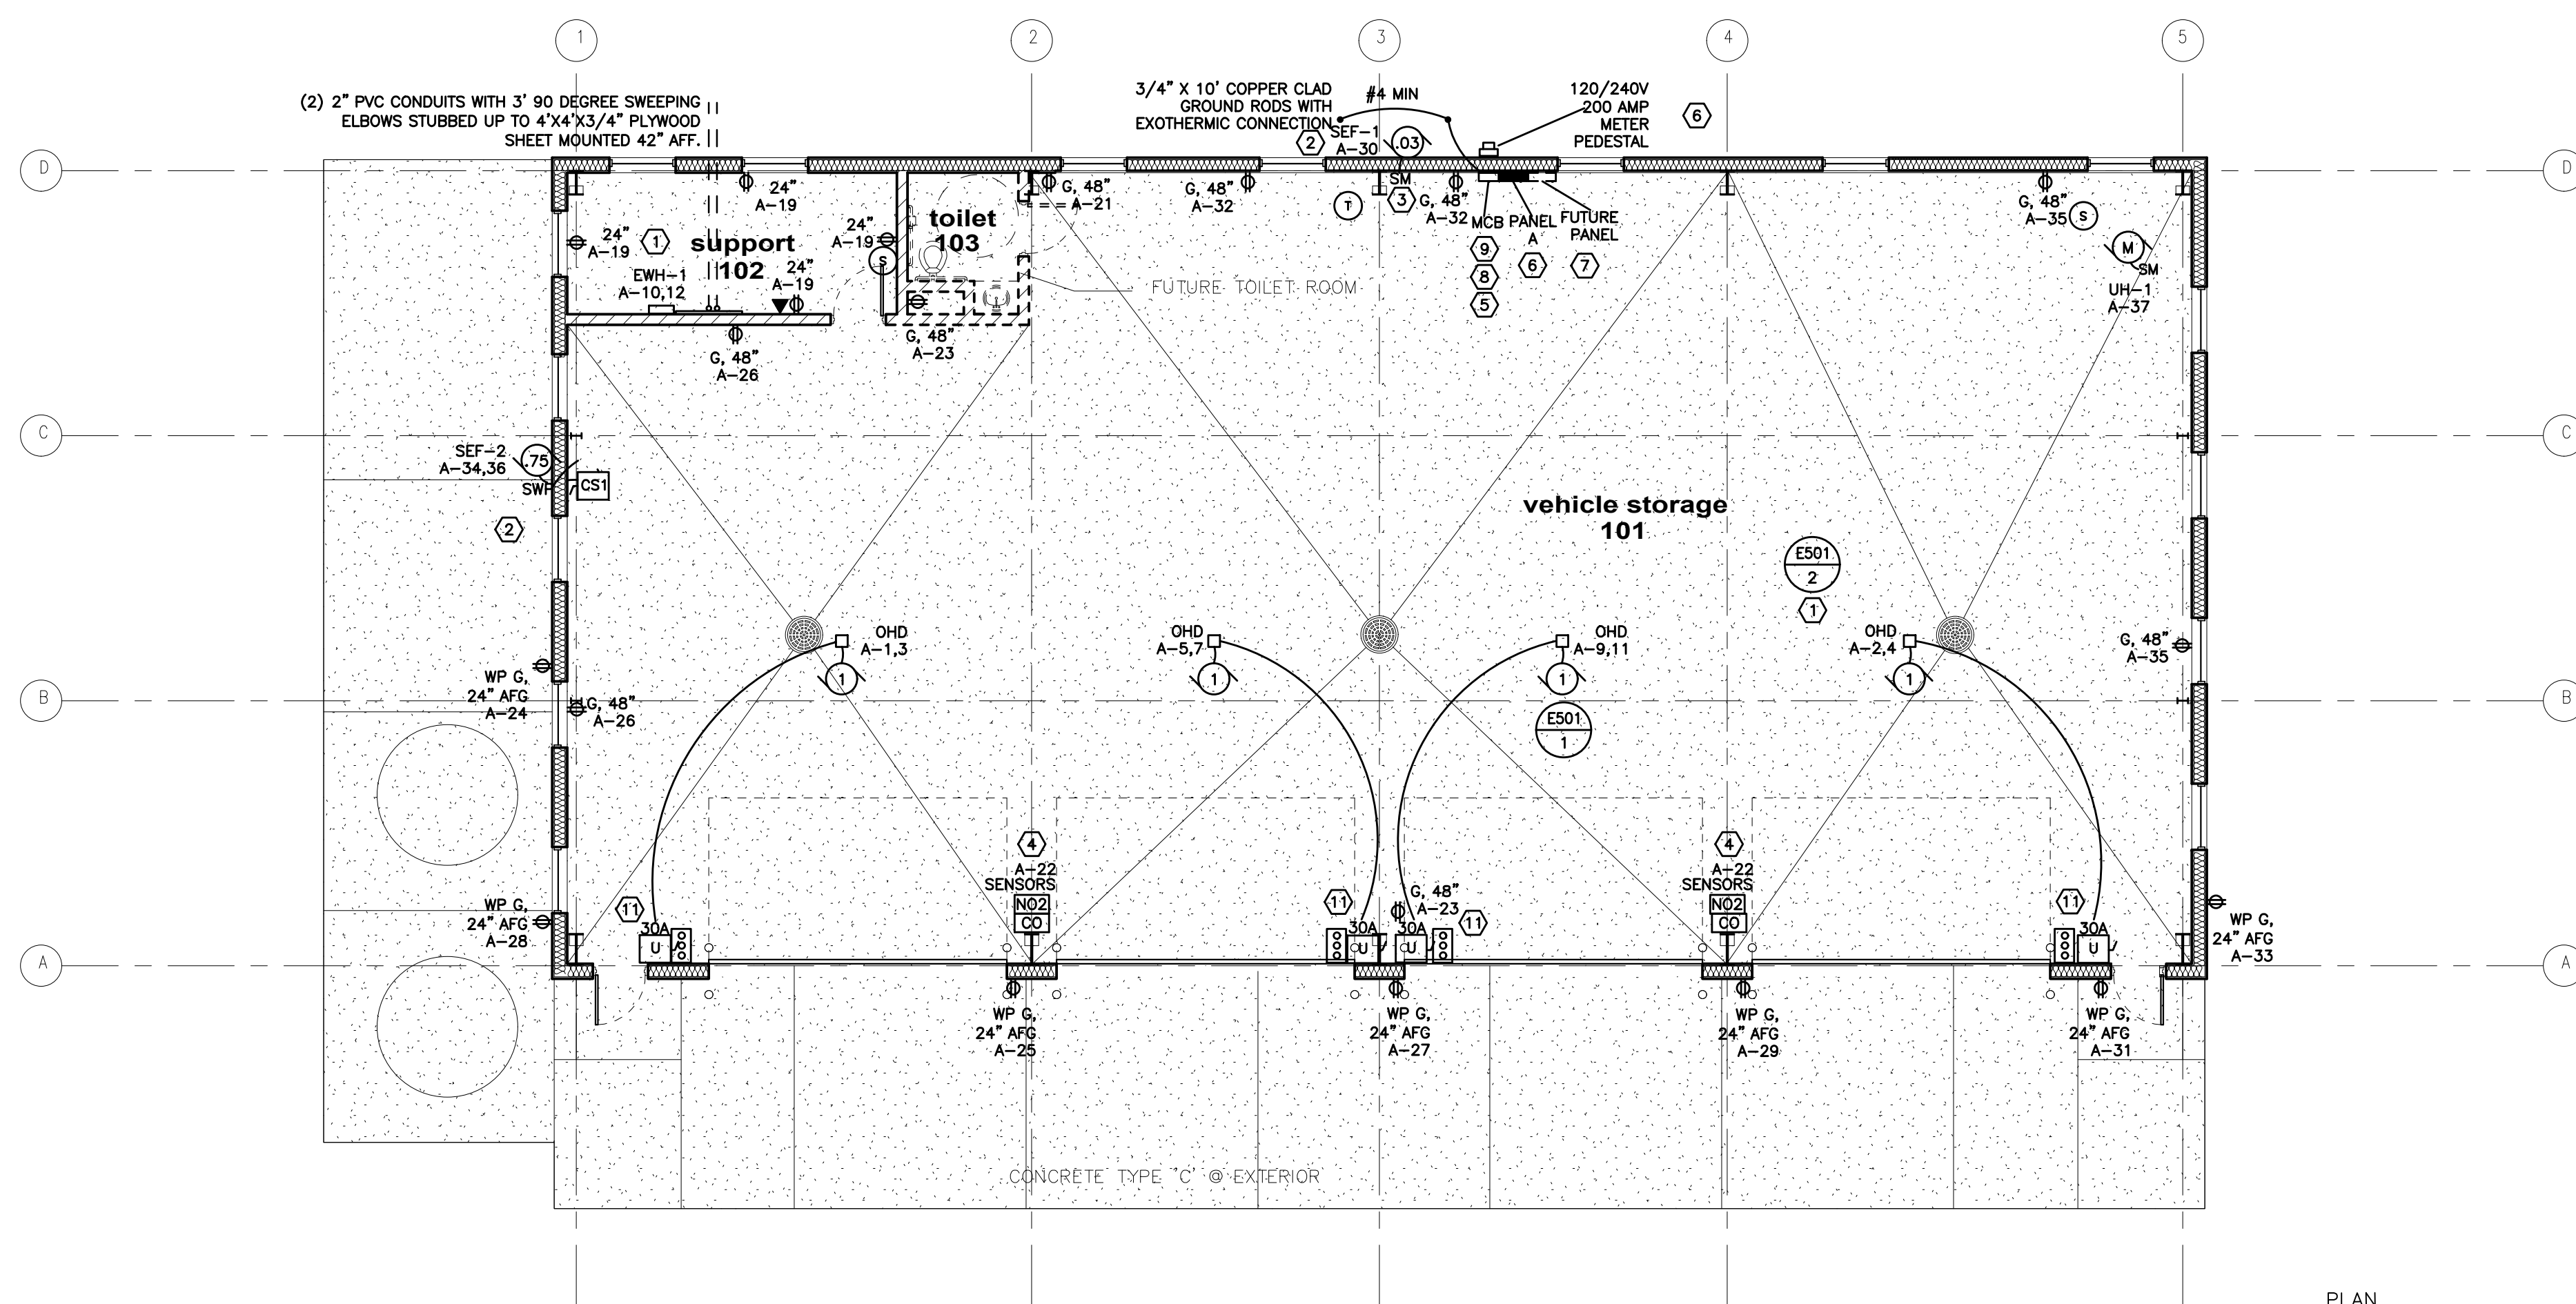 1
2
3
4
5
(2) 2" PVC CONDUITS WITH 3' 90 DEGREE SWEEPING
ELBOWS STUBBED UP TO 4'X4'X3/4" PLYWOOD
SHEET MOUNTED 42" AFF.
3/4" X 10' COPPER CLAD
GROUND RODS WITH
EXOTHERMIC CONNECTION
#4 MIN
120/240V
200 AMP
METER
PEDESTAL
6
2
SEF-1
A-30
.03
SM
D
D
24"
A-19
24"
A-19
1
support
102
24"
A-19
S
toilet
103
G, 48"
A-21
G, 48"
A-32
T
3
G, 48"
A-32
MCB
PANEL
A
FUTURE
PANEL
9
8
5
6
7
G, 48"
A-35
S
M
SM
UH-1
A-37
EWH-1
A-10,12
24"
A-19
FUTURE TOILET ROOM
G, 48"
A-26
G, 48"
A-23
C
C
SEF-2
A-34,36
.75
SWF
CS1
2
vehicle storage
101
E501
2
1
OHD
A-1,3
1
OHD
A-5,7
1
OHD
A-9,11
1
OHD
A-2,4
1
G, 48"
A-35
WP G,
24" AFG
A-24
G, 48"
A-26
B
B
E501
1
4
A-22
SENSORS
NO2
CO
4
A-22
SENSORS
NO2
CO
WP G,
24" AFG
A-28
11
30A
U
11
30A
U
G, 48"
A-23
30A
U
11
11
30A
U
WP G,
24" AFG
A-33
A
A
WP G,
24" AFG
A-25
WP G,
24" AFG
A-27
WP G,
24" AFG
A-29
WP G,
24" AFG
A-31
CONCRETE TYPE 'C' @ EXTERIOR
PLAN